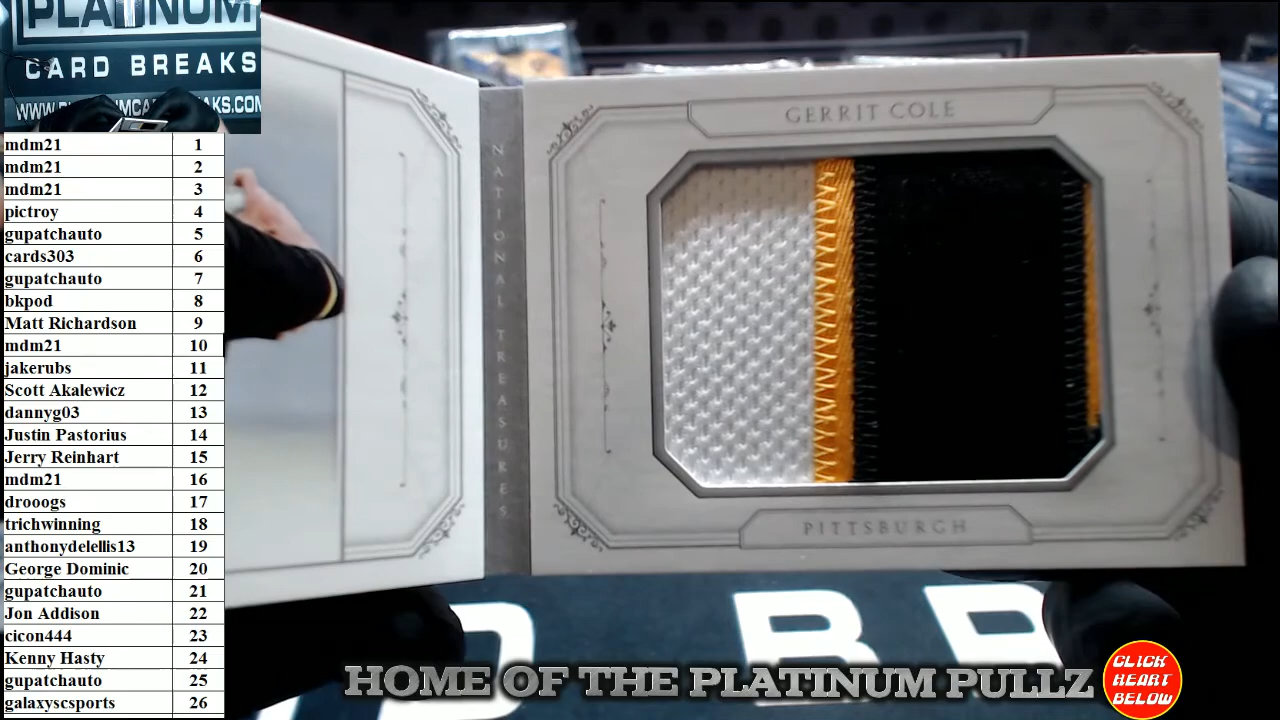 PLATINUM
CARD BREAKS
mdm21 1
mdm21 2
mdm21 3
pictroy 4
gupatchauto 5
cards303 6
gupatchauto 7
bkpod 8
Matt Richardson 9
mdm21 10
jakerubs 11
Scott Akalewicz 12
dannyg03 13
Justin Pastorius 14
Jerry Reinhart 15
mdm21 16
drooogs 17
trichwinning 18
anthonydelellis13 19
George Dominic 20
gupatchauto 21
Jon Addison 22
cicon444 23
Kenny Hasty 24
gupatchauto 25
galaxyscsports 26
NATIONAL TREASURES
GERRIT COLE
PITTSBURGH
HOME OF THE PLATINUM PULLZ
CLICK
HEART
BELOW